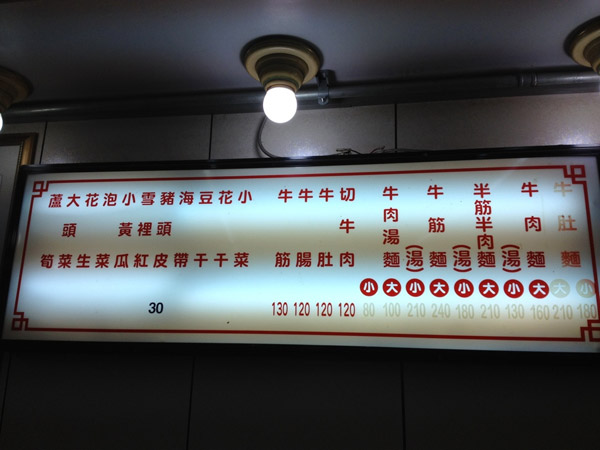 牛肚麵
小 180
大 210
牛肉麵(湯)
大 160
小 130
半筋半肉麵(湯)
大 210
小 180
牛筋麵(湯)
大 240
小 210
牛肉湯麵
大 100
小 80
切牛肉 120
牛肚 120
牛腸 120
牛筋 130
小菜
花干
豆干
海帶
豬頭皮
雪裡紅
小黃瓜
泡菜
花生
大頭菜
蘆筍
30